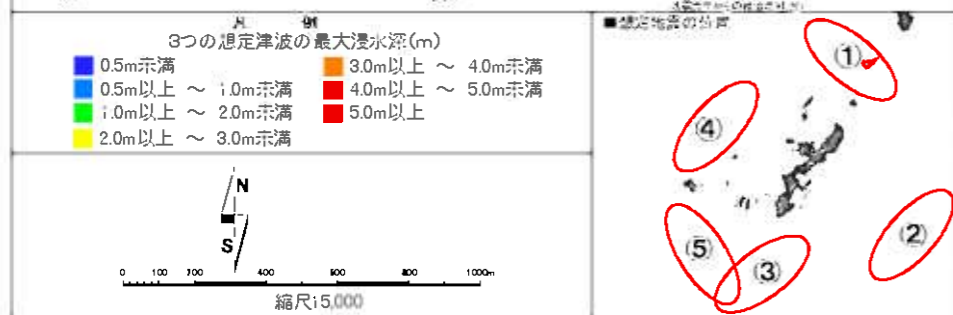 凡 例
3つの想定津波の最大浸水深(m)
0.5m未満
0.5m以上 ～ 1.0m未満
1.0m以上 ～ 2.0m未満
2.0m以上 ～ 3.0m未満
3.0m以上 ～ 4.0m未満
4.0m以上 ～ 5.0m未満
5.0m以上
N
S
0 100 200 400 600 800 1000m
縮尺15,000
■想定地震の位置
①
④
②
⑤
③